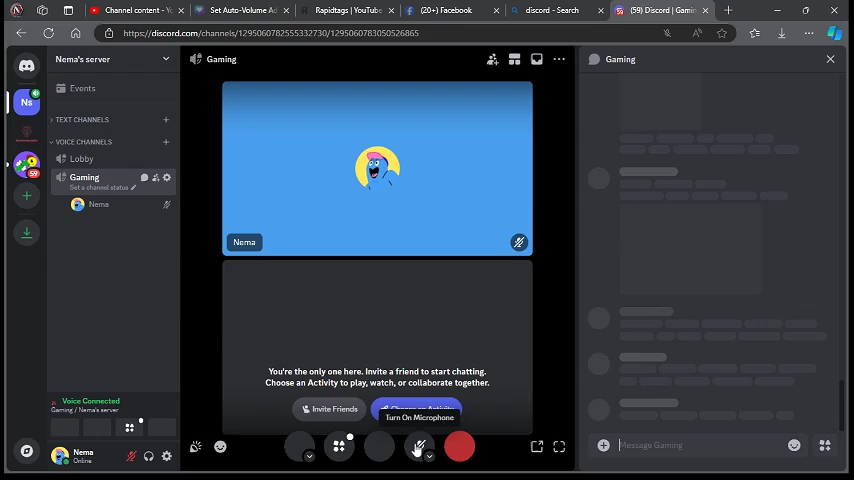 Channel content - Yo
Set Auto-Volume Ad
Rapidtags | YouTube
(20+) Facebook
discord - Search
(59) Discord | Gamin
https://discord.com/channels/1295060782555332730/1295060783050526865
Nema's server
Events
TEXT CHANNELS
VOICE CHANNELS
Lobby
Gaming
Set a channel status
Nema
Ns
59
Voice Connected
Gaming / Nema's server
Nema
Online
Gaming
Nema
You're the only one here. Invite a friend to start chatting.
Choose an Activity to play, watch, or collaborate together.
Invite Friends
Choose an Activity
Turn On Microphone
Gaming
Message Gaming